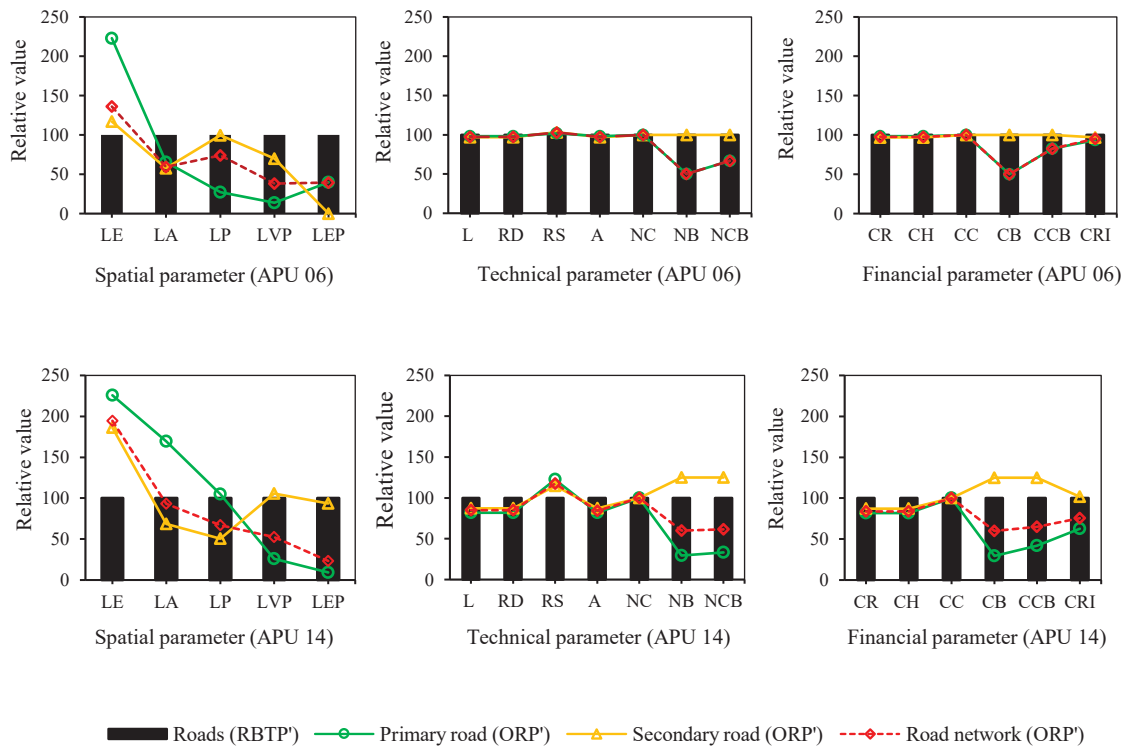 250
200
150
100
50
0
Relative value
LE LA LP LVP LEP
Spatial parameter (APU 06)
250
200
150
100
50
0
Relative value
L RD RS A NC NB NCB
Technical parameter (APU 06)
250
200
150
100
50
0
Relative value
CR CH CC CB CCB CRI
Financial parameter (APU 06)
250
200
150
100
50
0
Relative value
LE LA LP LVP LEP
Spatial parameter (APU 14)
250
200
150
100
50
0
Relative value
L RD RS A NC NB NCB
Technical parameter (APU 14)
250
200
150
100
50
0
Relative value
CR CH CC CB CCB CRI
Financial parameter (APU 14)
Roads (RBTP') Primary road (ORP') Secondary road (ORP') Road network (ORP')